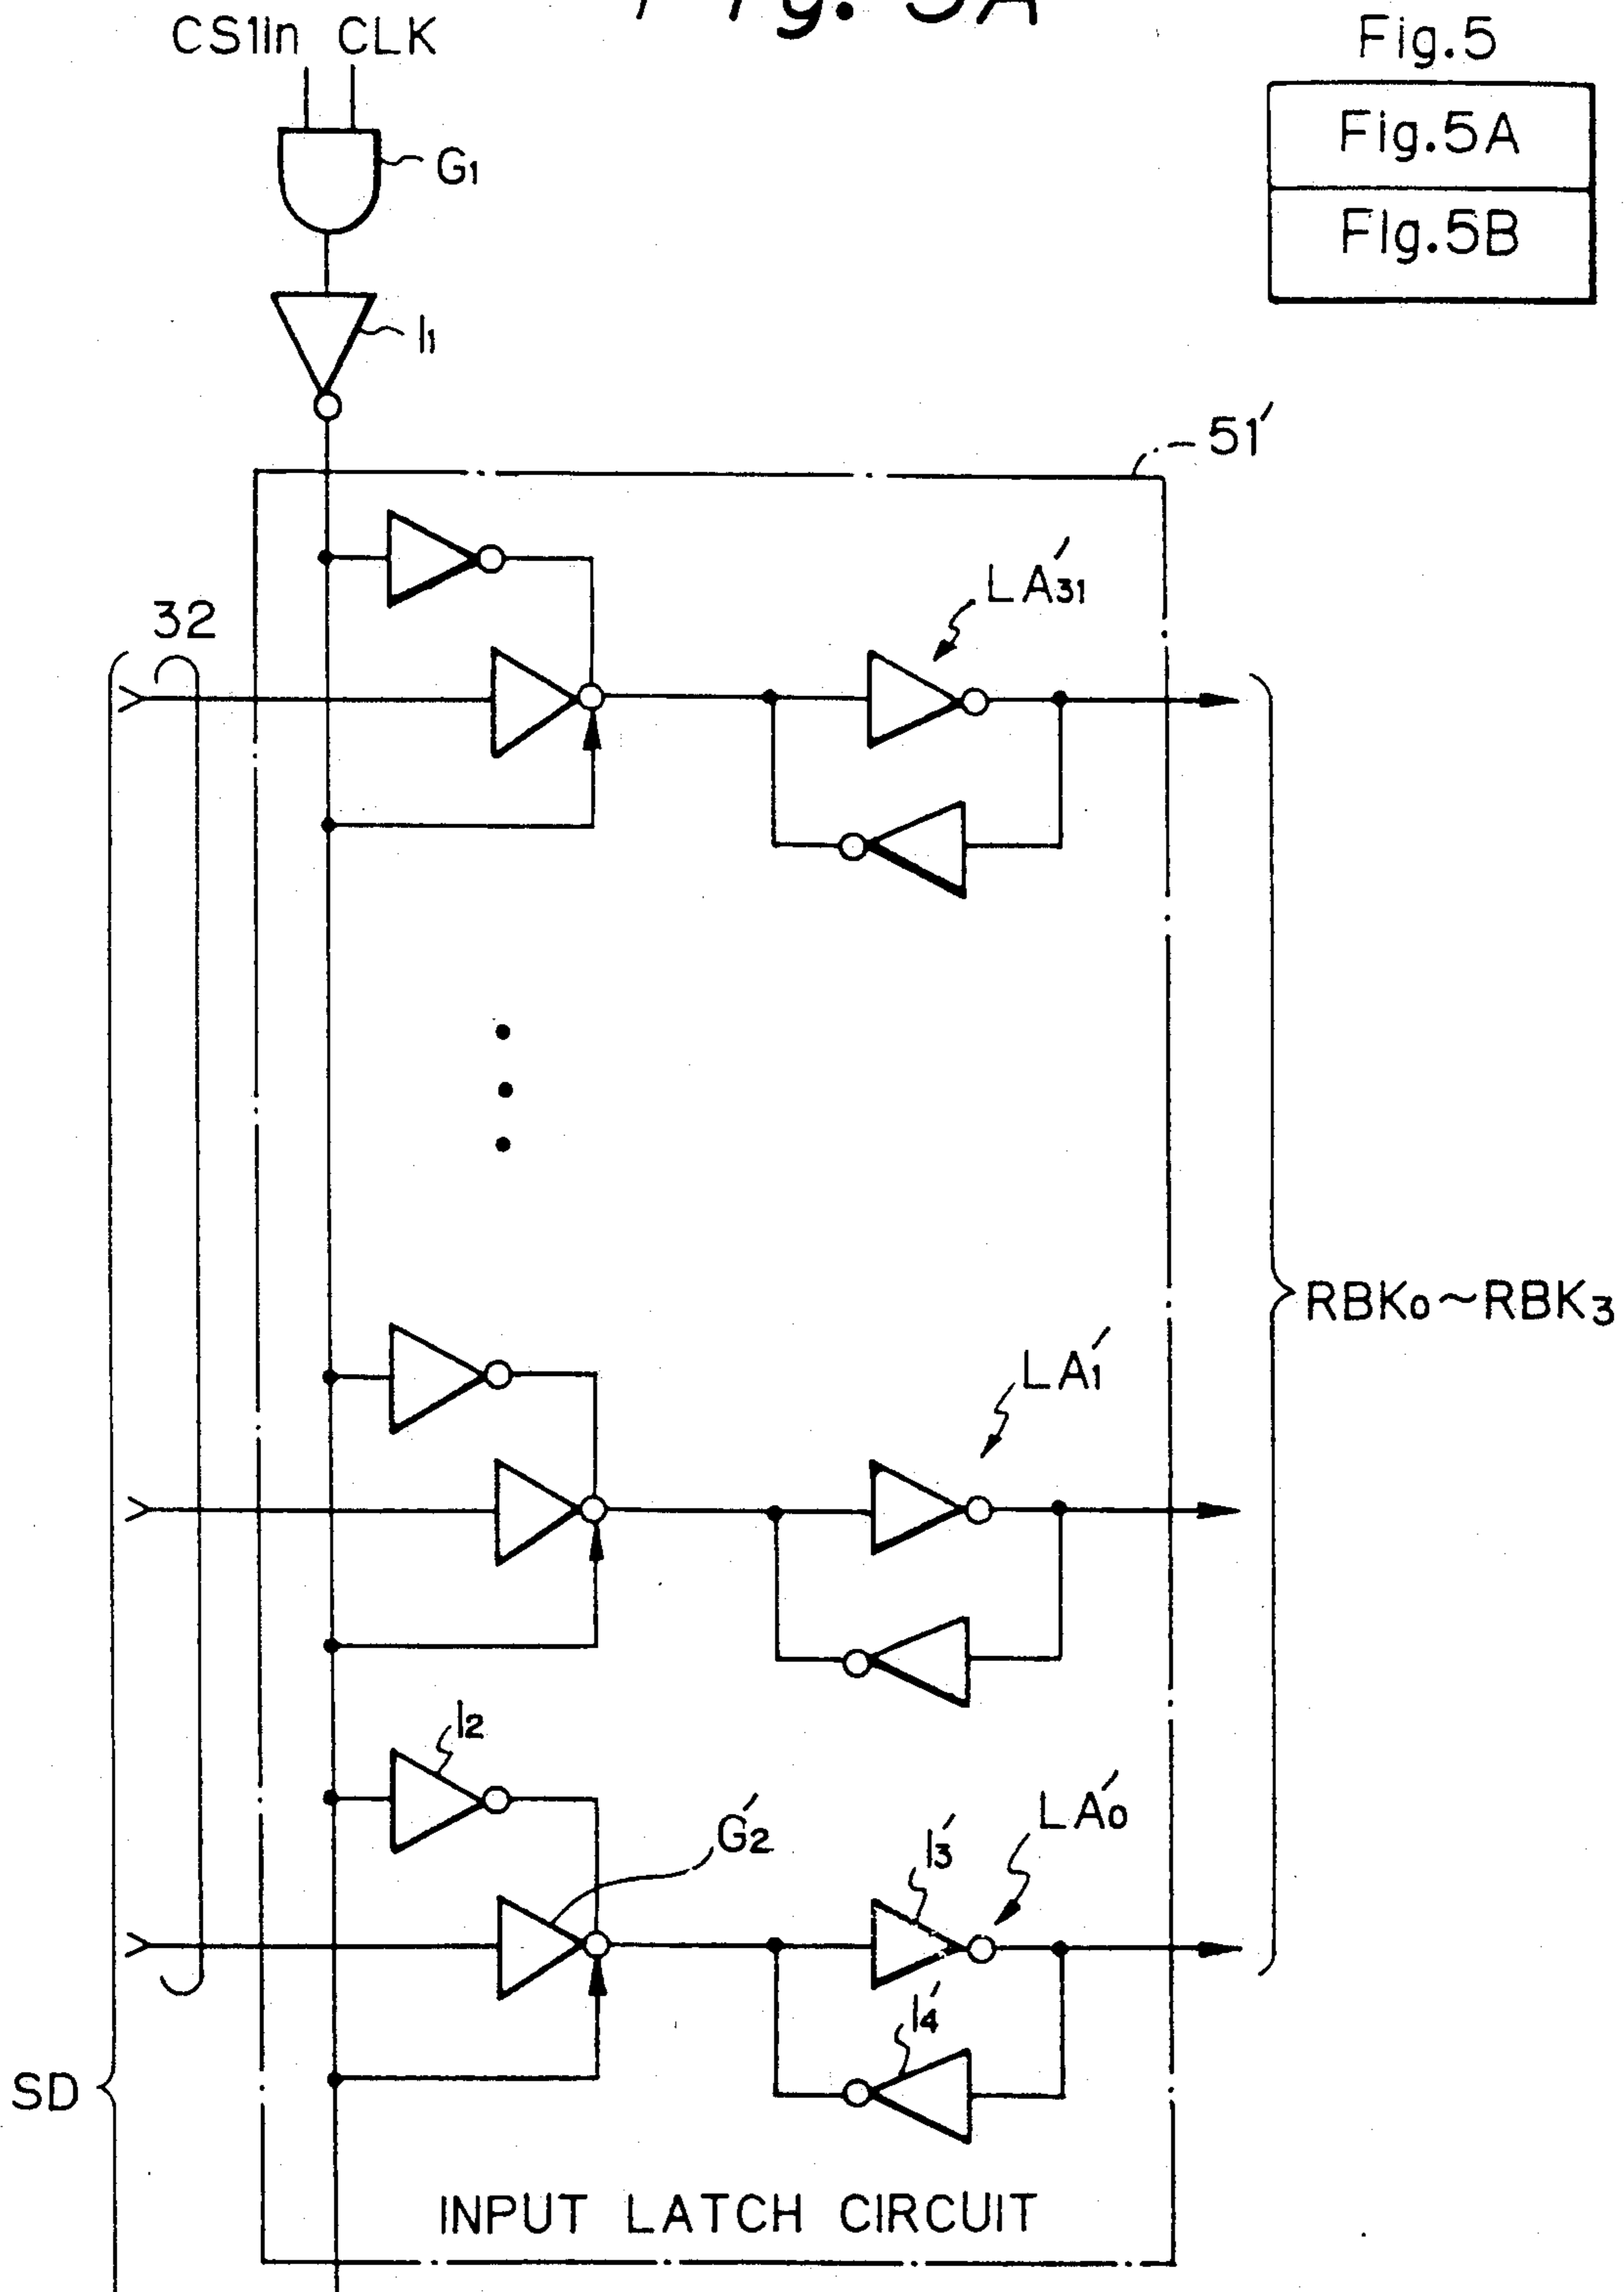 Fig. 5A
CS1In CLK
Fig.5
Fig.5A
FIg.5B
G1
I1
51'
LA'31
32
RBK0~RBK3
LA'1
I2
G'2
I'3
LA'0
I'4
SD
INPUT LATCH CIRCUIT